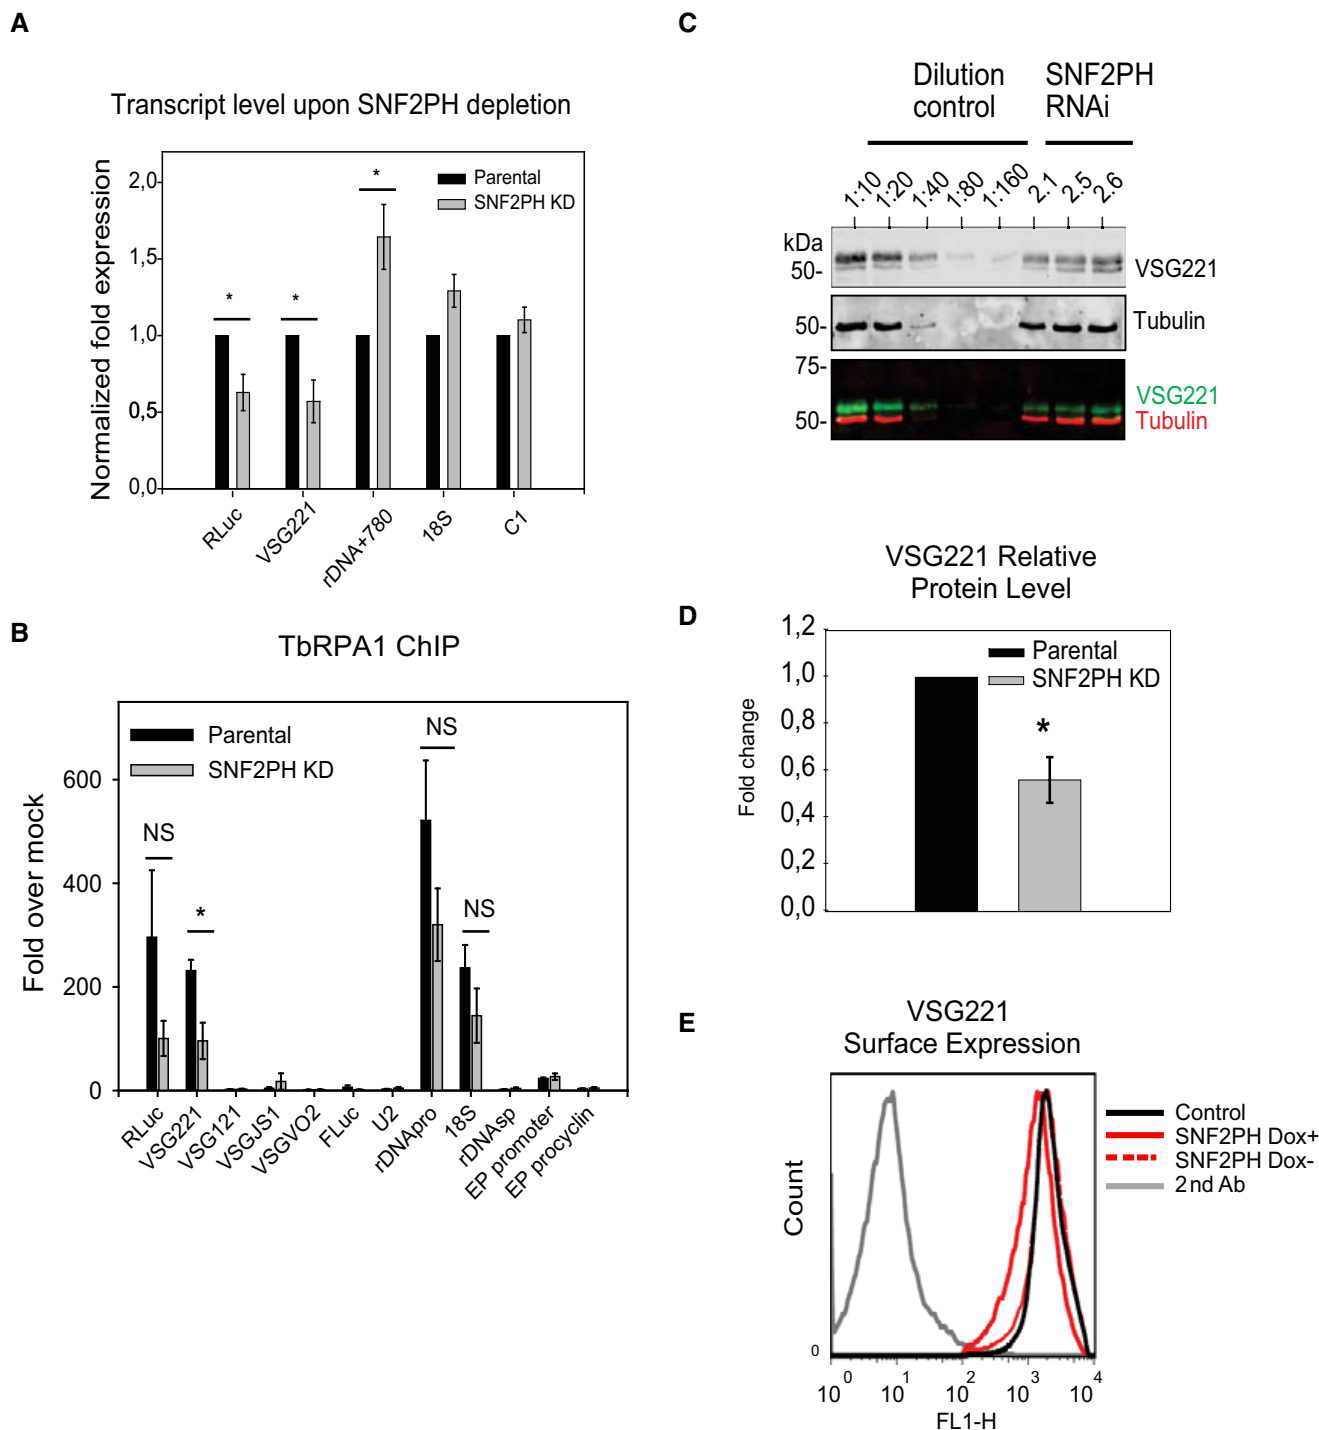 A
Transcript level upon SNF2PH depletion
Normalized fold expression
2,0
1,5
1,0
0,5
0,0
Parental
SNF2PH KD
*
*
*
RLuc
VSG221
rDNA+780
18S
C1
B
TbRPA1 ChIP
Fold over mock
600
400
200
0
Parental
SNF2PH KD
NS
*
NS
NS
RLuc
VSG221
VSG121
VSGJS1
VSGVO2
FLuc
U2
rDNApro
18S
rDNAsp
EP promoter
EP procyclin
C
Dilution
control
SNF2PH
RNAi
1:10
1:20
1:40
1:80
1:160
2.1
2.5
2.6
kDa
50-
VSG221
50-
Tubulin
75-
50-
VSG221
Tubulin
D
VSG221 Relative
Protein Level
Fold change
1,2
1,0
0,8
0,6
0,4
0,2
0,0
Parental
SNF2PH KD
*
E
VSG221
Surface Expression
Count
0
10 0
10 1
10 2
10 3
10 4
FL1-H
Control
SNF2PH Dox+
SNF2PH Dox-
2nd Ab